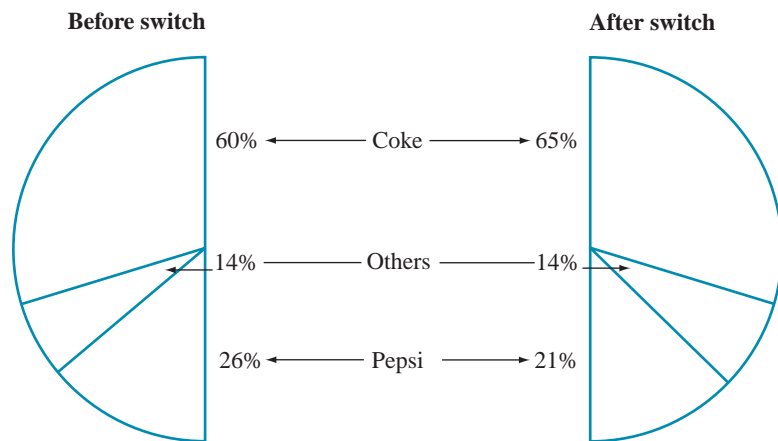 Before switch After switch
60% Coke 65%
14% Others 14%
26% Pepsi 21%